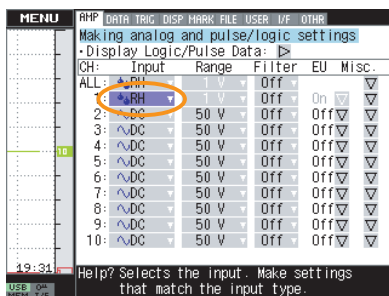 MENU
AMP DATA TRIG DISP MARK FILE USER I/F OTHR
Making analog and pulse/logic settings
・Display Logic/Pulse Data: ▷
CH: Input Range Filter EU Misc.
ALL: RH 1 V Off
1: RH 1 V Off On
2: DC 50 V Off Off
3: DC 50 V Off Off
4: DC 50 V Off Off
5: DC 50 V Off Off
6: DC 50 V Off Off
7: DC 50 V Off Off
8: DC 50 V Off Off
9: DC 50 V Off Off
10: DC 50 V Off Off
10
19:31
USB
Help? Selects the input. Make settings
that match the input type.